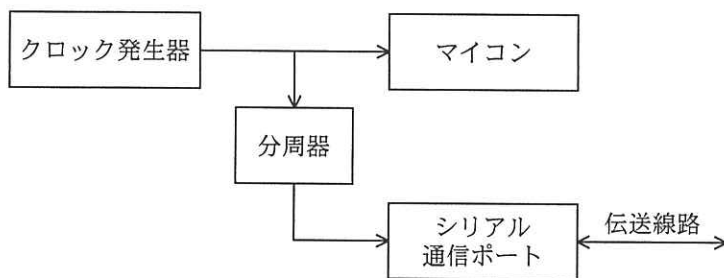 クロック発生器
マイコン
分周器
シリアル
通信ポート
伝送線路